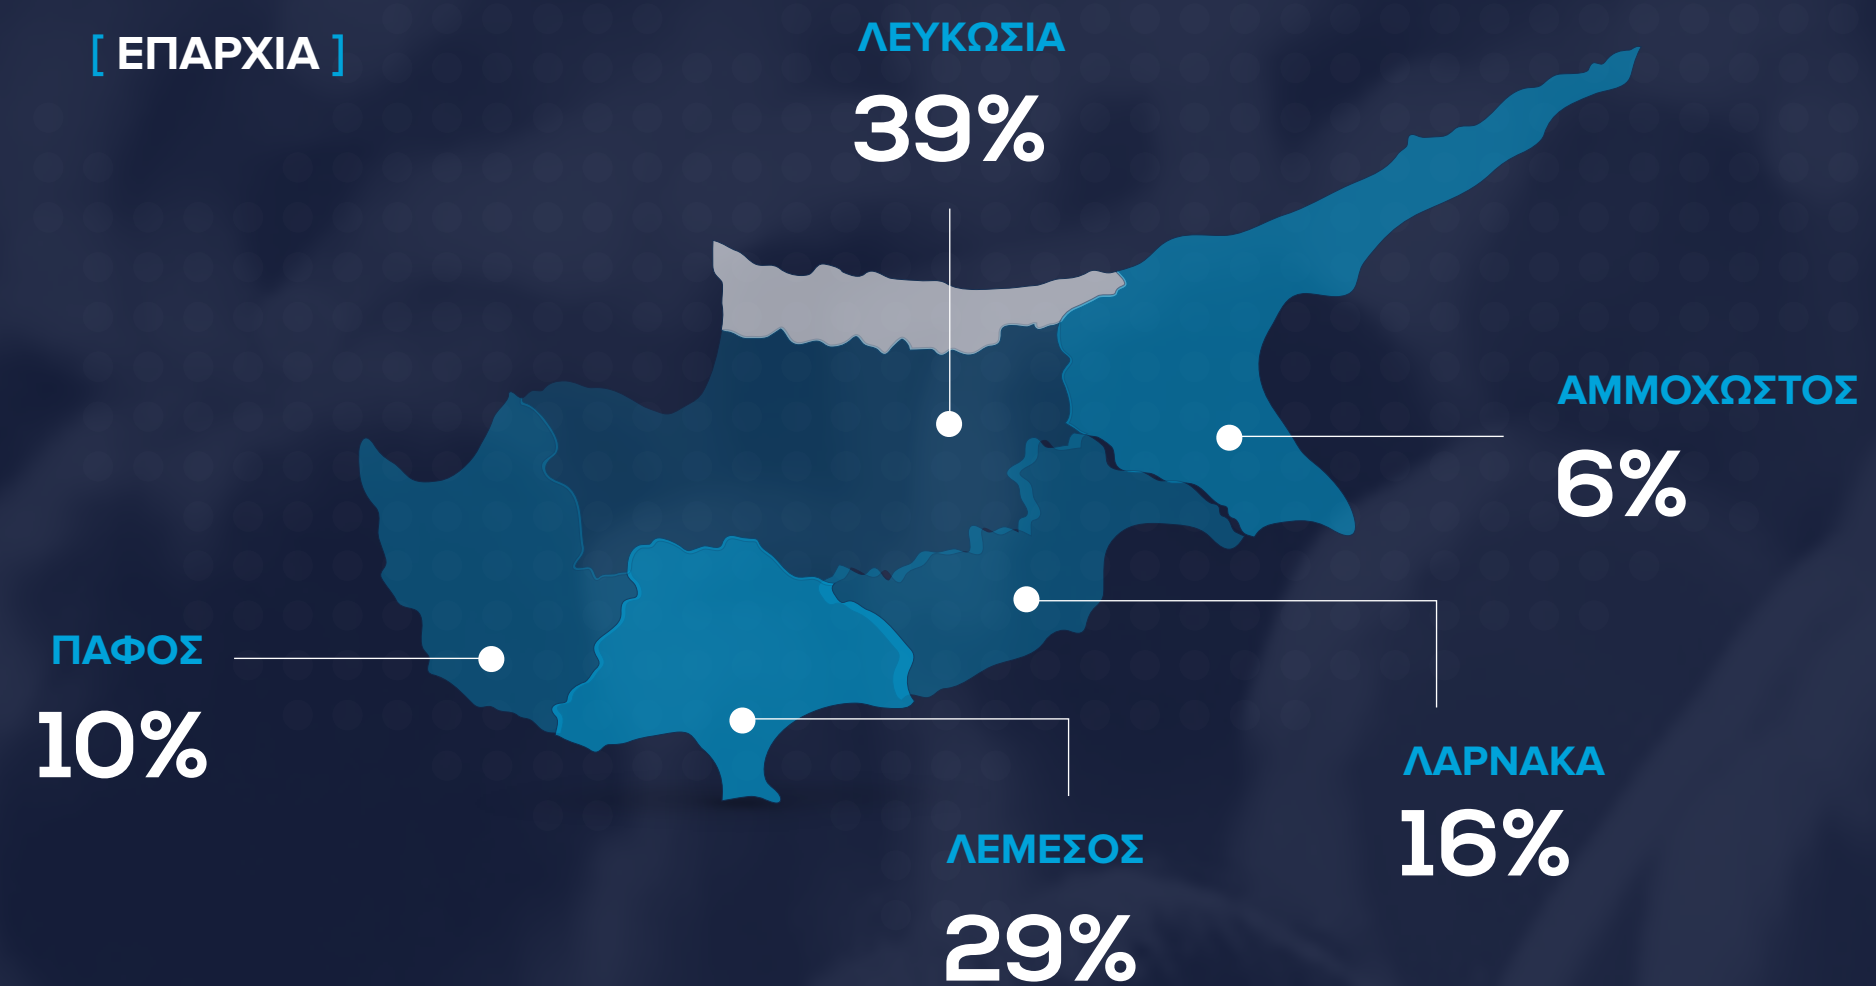 [ ΕΠΑΡΧΙΑ ]
ΛΕΥΚΩΣΙΑ
39%
ΑΜΜΟΧΩΣΤΟΣ
6%
ΠΑΦΟΣ
10%
ΛΑΡΝΑΚΑ
16%
ΛΕΜΕΣΟΣ
29%